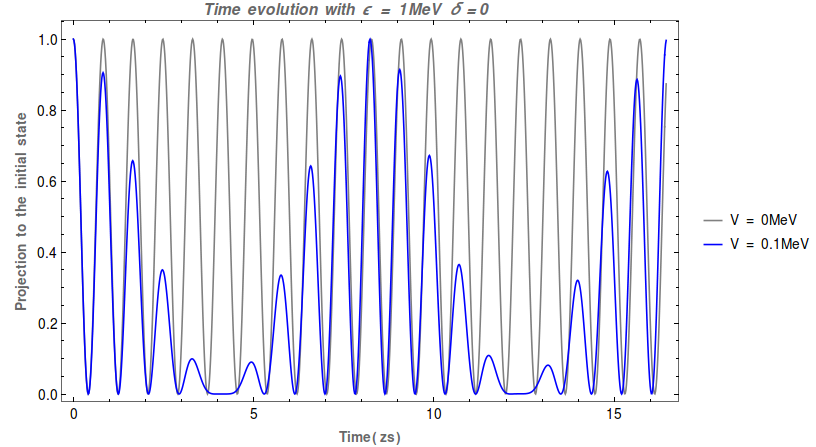 Time evolution with ϵ = 1MeV δ = 0
Projection to the initial state
1.0
0.8
0.6
0.4
0.2
0.0
0
5
10
15
Time(zs)
V = 0MeV
V = 0.1MeV